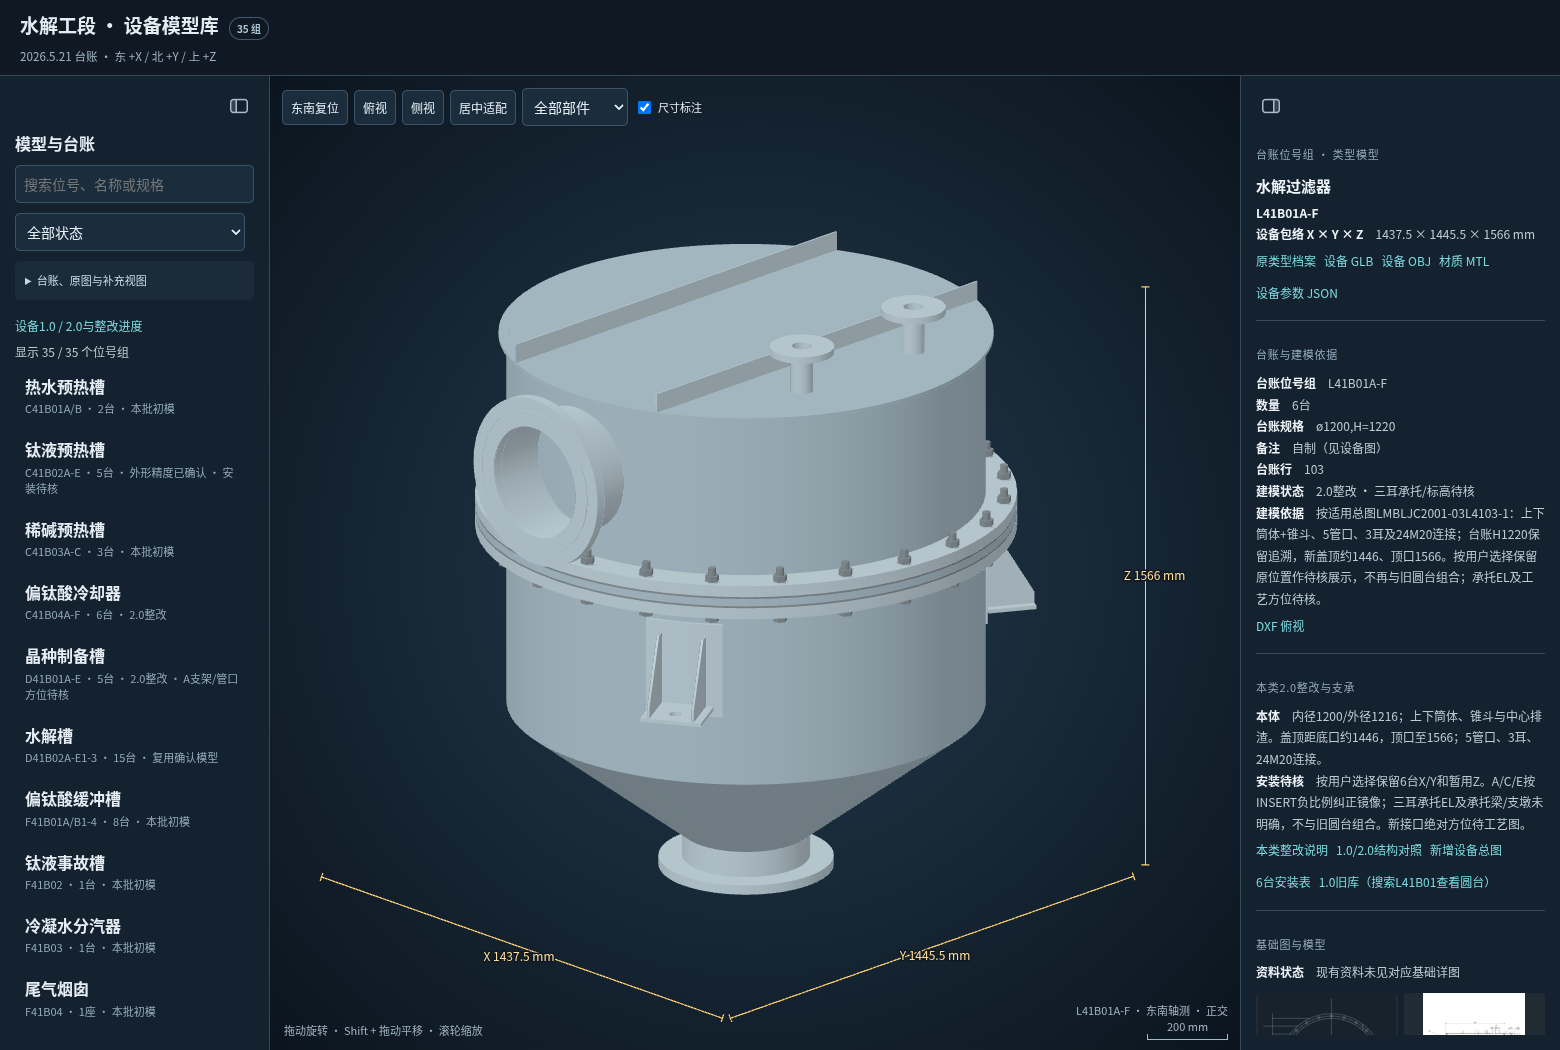 水解工段 · 设备模型库 35 组
2026.5.21 台账 · 东 +X / 北 +Y / 上 +Z
模型与台账
搜索位号、名称或规格
全部状态
台账、原图与补充视图
设备1.0 / 2.0与整改进度
显示 35 / 35 个位号组
热水预热槽
C41B01A/B · 2台 · 本批初模
钛液预热槽
C41B02A-E · 5台 · 外形精度已确认 · 安
装待核
稀碱预热槽
C41B03A-C · 3台 · 本批初模
偏钛酸冷却器
C41B04A-F · 6台 · 2.0整改
晶种制备槽
D41B01A-E · 5台 · 2.0整改 · A支架/管口
方位待核
水解槽
D41B02A-E1-3 · 15台 · 复用确认模型
偏钛酸缓冲槽
F41B01A/B1-4 · 8台 · 本批初模
钛液事故槽
F41B02 · 1台 · 本批初模
冷凝水分汽器
F41B03 · 1台 · 本批初模
尾气烟囱
F41B04 · 1座 · 本批初模
东南复位 俯视 侧视 居中适配 全部部件 尺寸标注
Z 1566 mm
X 1437.5 mm
Y 1445.5 mm
拖动旋转 · Shift + 拖动平移 · 滚轮缩放
L41B01A-F · 东南轴测 · 正交
200 mm
台账位号组 · 类型模型
水解过滤器
L41B01A-F
设备包络 X × Y × Z 1437.5 × 1445.5 × 1566 mm
原类型档案 设备 GLB 设备 OBJ 材质 MTL
设备参数 JSON
台账与建模依据
台账位号组 L41B01A-F
数量 6台
台账规格 ø1200,H=1220
备注 自制（见设备图）
台账行 103
建模状态 2.0整改 · 三耳承托/标高待核
建模依据 按适用总图LMBLJC2001-03L4103-1：上下
筒体+锥斗、5管口、3耳及24M20连接；台账H1220保
留追溯，新盖顶约1446、顶口1566。按用户选择保留
原位置作待核展示，不再与旧圆台组合；承托EL及工
艺方位待核。
DXF 俯视
本类2.0整改与支承
本体 内径1200/外径1216；上下筒体、锥斗与中心排
渣。盖顶距底口约1446，顶口至1566；5管口、3耳、
24M20连接。
安装待核 按用户选择保留6台X/Y和暂用Z。A/C/E按
INSERT负比例纠正镜像；三耳承托EL及承托梁/支墩未
明确，不与旧圆台组合。新接口绝对方位待工艺图。
本类整改说明 1.0/2.0结构对照 新增设备总图
6台安装表 1.0旧库（搜索L41B01查看圆台）
基础图与模型
资料状态 现有资料未见对应基础详图